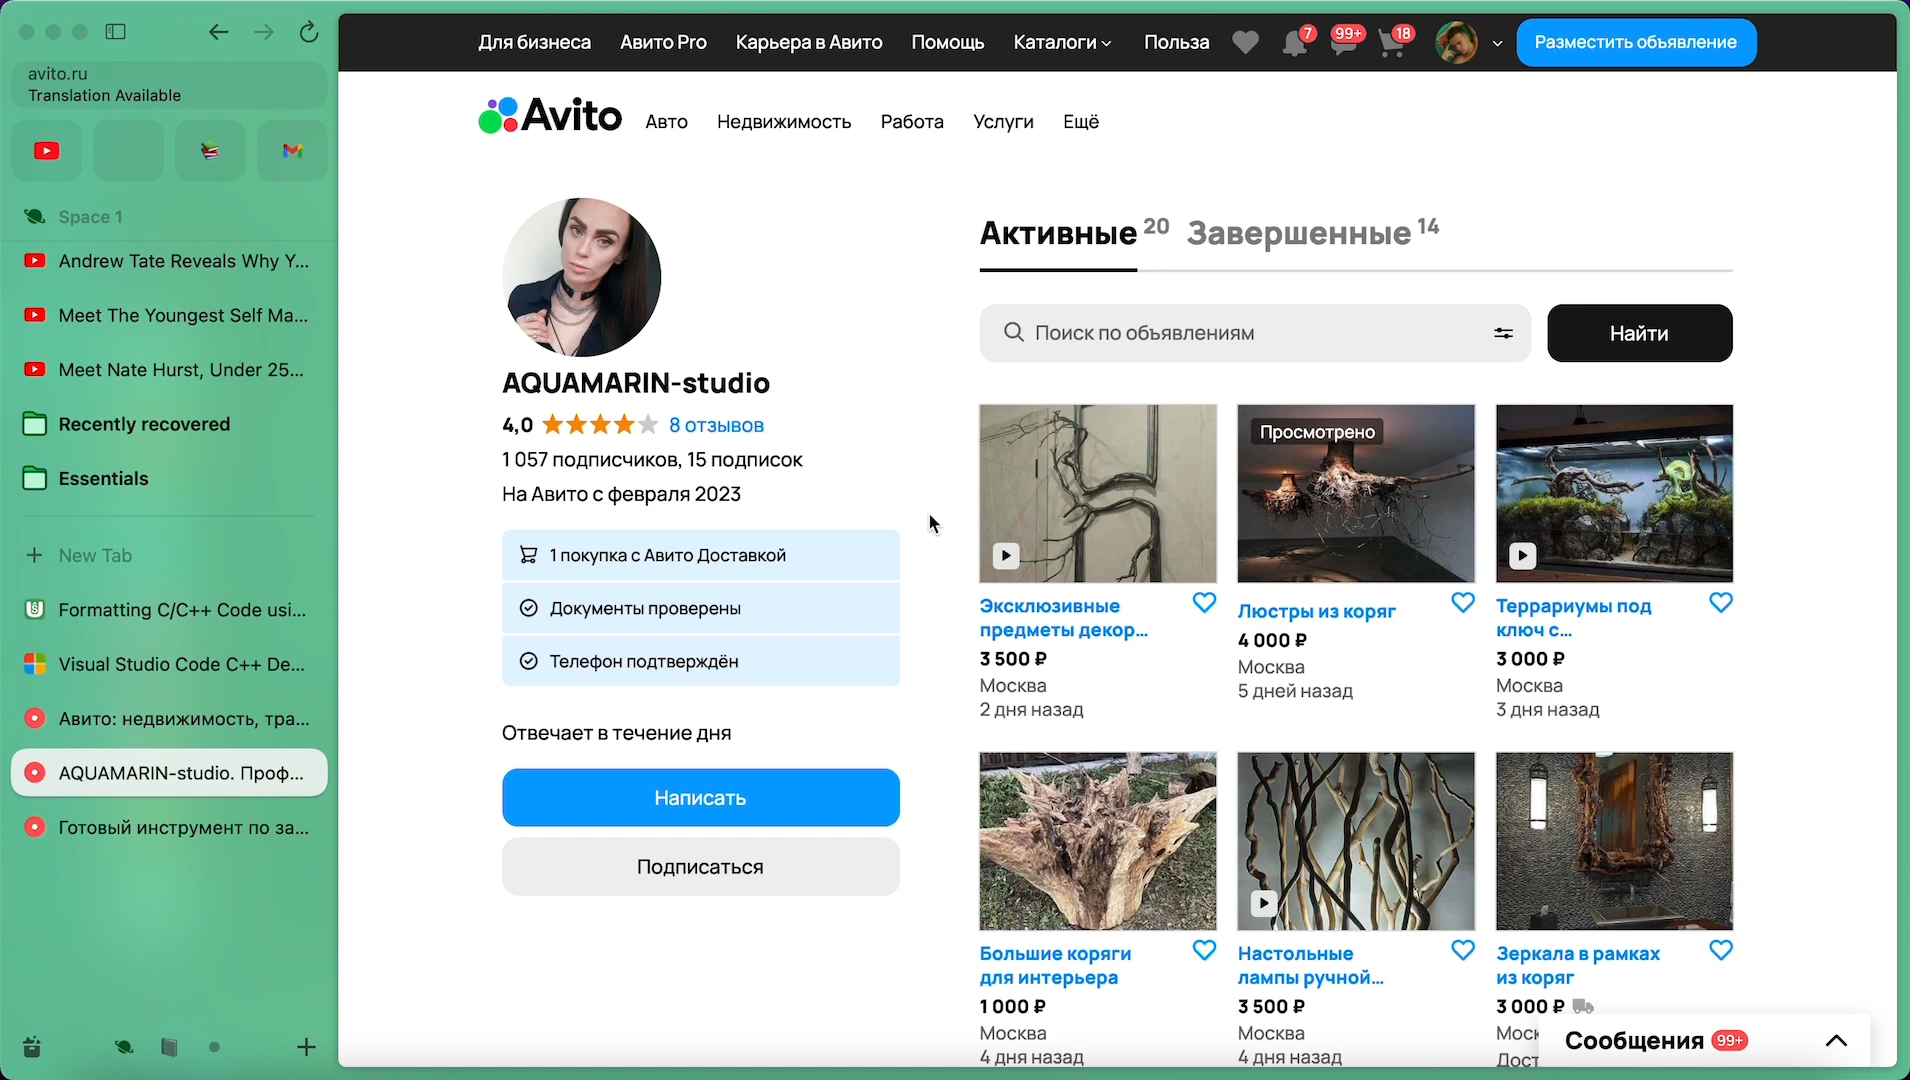 avito.ru
Translation Available
Space 1
Andrew Tate Reveals Why Y...
Meet The Youngest Self Ma...
Meet Nate Hurst, Under 25...
Recently recovered
Essentials
New Tab
Formatting C/C++ Code usi...
Visual Studio Code C++ De...
Авито: недвижимость, тра...
AQUAMARIN-studio. Проф...
Готовый инструмент по за...
Для бизнеса Авито Pro Карьера в Авито Помощь Каталоги Польза 7 99+ 18 Разместить объявление
Avito Авто Недвижимость Работа Услуги Ещё
AQUAMARIN-studio
4,0 8 отзывов
1 057 подписчиков, 15 подписок
На Авито с февраля 2023
1 покупка с Авито Доставкой
Документы проверены
Телефон подтверждён
Отвечает в течение дня
Написать
Подписаться
Активные 20 Завершенные 14
Поиск по объявлениям Найти
Просмотрено
Эксклюзивные
предметы декор...
3 500 ₽
Москва
2 дня назад
Люстры из коряг
4 000 ₽
Москва
5 дней назад
Террариумы под
ключ с...
3 000 ₽
Москва
3 дня назад
Большие коряги
для интерьера
1 000 ₽
Москва
4 дня назад
Настольные
лампы ручной...
3 500 ₽
Москва
4 дня назад
Зеркала в рамках
из коряг
3 000 ₽
Моск
Дост
Сообщения 99+